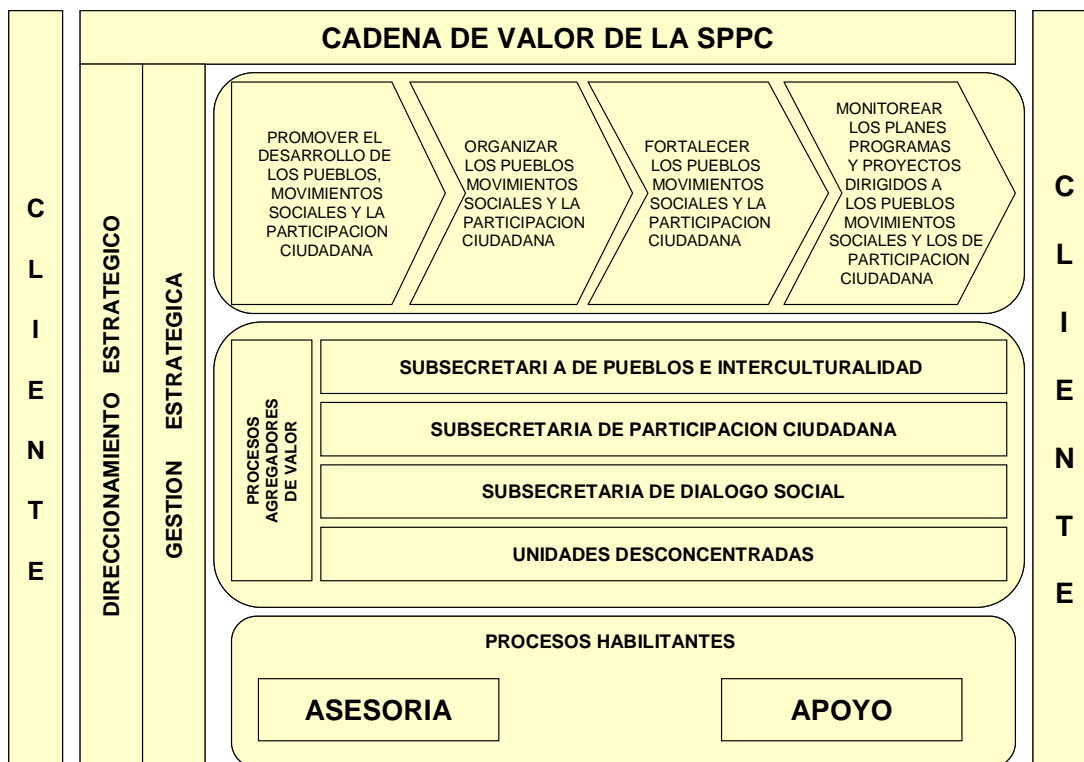 CADENA DE VALOR DE LA SPPC
C
L
I
E
N
T
E
DIRECCIONAMIENTO ESTRATEGICO
GESTION ESTRATEGICA
PROMOVER EL
DESARROLLO DE
LOS PUEBLOS,
MOVIMIENTOS
SOCIALES Y LA
PARTICIPACION
CIUDADANA
ORGANIZAR
LOS PUEBLOS
MOVIMIENTOS
SOCIALES Y LA
PARTICIPACION
CIUDADANA
FORTALECER
LOS PUEBLOS
MOVIMIENTOS
SOCIALES Y LA
PARTICIPACION
CIUDADANA
MONITOREAR
LOS PLANES
PROGRAMAS
Y PROYECTOS
DIRIGIDOS A
LOS PUEBLOS
MOVIMIENTOS
SOCIALES Y LOS DE
PARTICIPACION
CIUDADANA
PROCESOS
AGREGADORES
DE VALOR
SUBSECRETARI A DE PUEBLOS E INTERCULTURALIDAD
SUBSECRETARIA DE PARTICIPACION CIUDADANA
SUBSECRETARIA DE DIALOGO SOCIAL
UNIDADES DESCONCENTRADAS
PROCESOS HABILITANTES
ASESORIA
APOYO
C
L
I
E
N
T
E